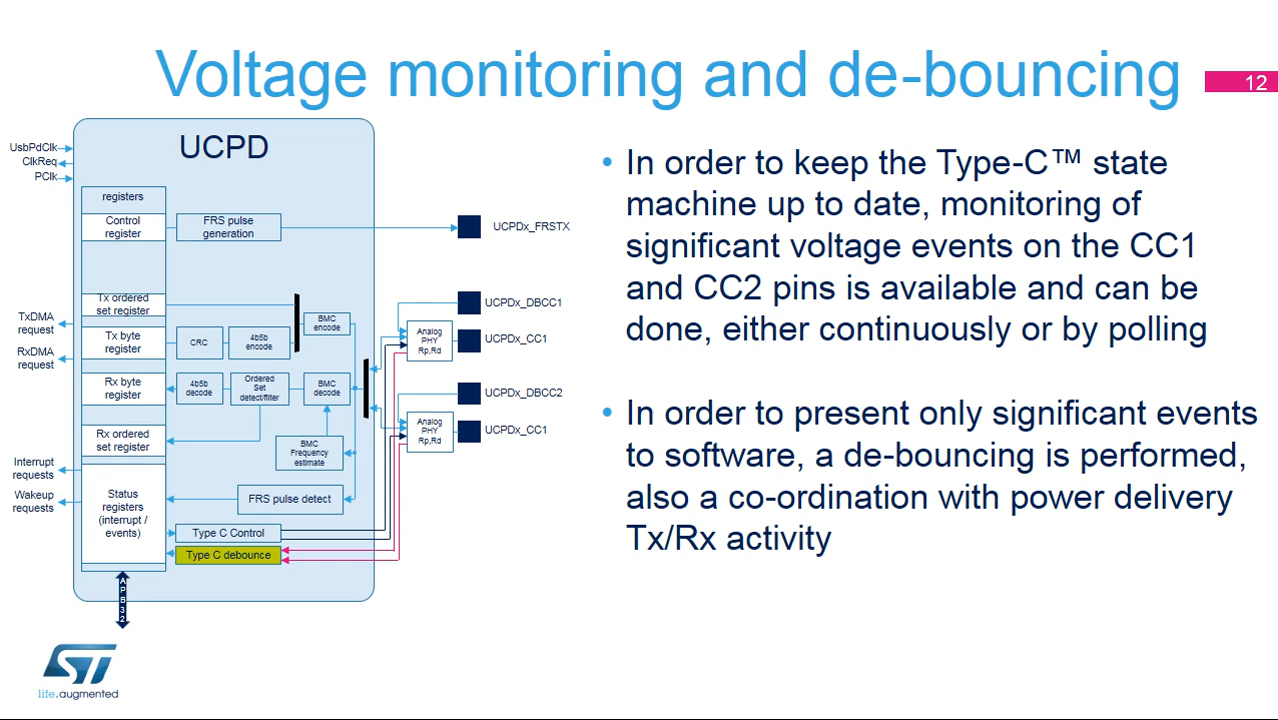 Voltage monitoring and de-bouncing
12
UCPD
UsbPdClk
ClkReq
PClk
registers
Control
register
FRS pulse
generation
UCPDx_FRSTX
Tx ordered
set register
TxDMA
request
Tx byte
register
CRC
4b5b
encode
BMC
encode
UCPDx_DBCC1
Analog
PHY
Rp,Rd
UCPDx_CC1
RxDMA
request
Rx byte
register
4b5b
decode
Ordered
Set
detect/filter
BMC
decode
UCPDx_DBCC2
Analog
PHY
Rp,Rd
UCPDx_CC1
Rx ordered
set register
BMC
Frequency
estimate
Interrupt
requests
Wakeup
requests
Status
registers
(interrupt /
events)
FRS pulse detect
Type C Control
Type C debounce
APB32
• In order to keep the Type-C™ state
machine up to date, monitoring of
significant voltage events on the CC1
and CC2 pins is available and can be
done, either continuously or by polling
• In order to present only significant events
to software, a de-bouncing is performed,
also a co-ordination with power delivery
Tx/Rx activity
ST
life.augmented